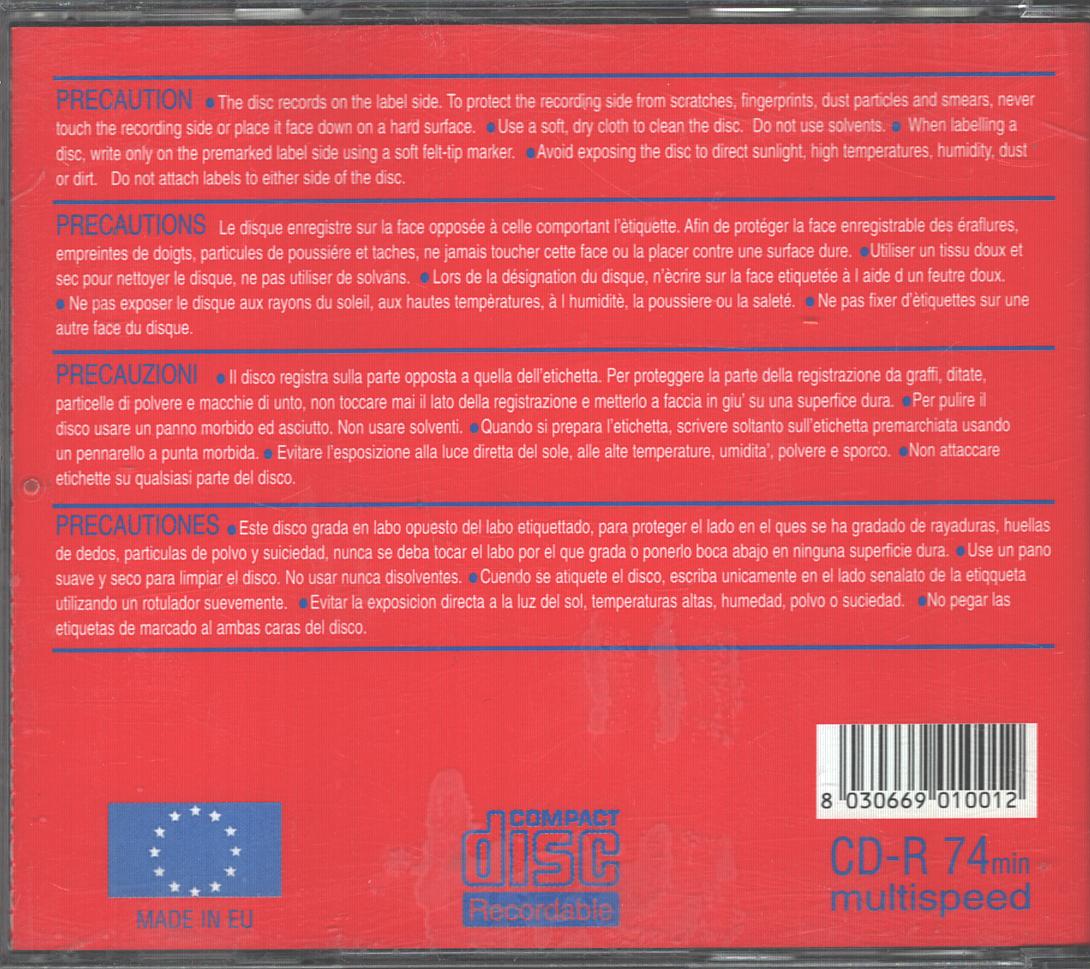 PRECAUTION ●The disc records on the label side. To protect the recording side from scratches, fingerprints, dust particles and smears, never
touch the recording side or place it face down on a hard surface. ●Use a soft, dry cloth to clean the disc. Do not use solvents. ● When labelling a
disc, write only on the premarked label side using a soft felt-tip marker. ●Avoid exposing the disc to direct sunlight, high temperatures, humidity, dust
or dirt. Do not attach labels to either side of the disc.
PRECAUTIONS Le disque enregistre sur la face opposée à celle comportant l'ètiquette. Afin de protéger la face enregistrable des éraflures,
empreintes de doigts, particules de poussiére et taches, ne jamais toucher cette face ou la placer contre une surface dure. ●Utiliser un tissu doux et
sec pour nettoyer le disque, ne pas utiliser de solvàns. ●Lors de la désignation du disque, n'ècrire sur la face etiquetée à l aide d un feutre doux.
● Ne pas exposer le disque aux rayons du soleil, aux hautes tempèratures, à l humiditè, la poussiere ou la saleté. ●Ne pas fixer d'ètiquettes sur une
autre face du disque.
PRECAUZIONI ●Il disco registra sulla parte opposta a quella dell'etichetta. Per proteggere la parte della registrazione da graffi, ditate,
particelle di polvere e macchie di unto, non toccare mai il lato della registrazione e metterlo a faccia in giu' su una superfice dura. ●Per pulire il
disco usare un panno morbido ed asciutto. Non usare solventi. ●Quando si prepara l'etichetta, scrivere soltanto sull'etichetta premarchiata usando
un pennarello a punta morbida. ● Evitare l'esposizione alla luce diretta del sole, alle alte temperature, umidita', polvere e sporco. ●Non attaccare
etichette su qualsiasi parte del disco.
PRECAUTIONES ●Este disco grada en labo opuesto del labo etiquettado, para proteger el lado en el ques se ha gradado de rayaduras, huellas
de dedos, particulas de polvo y suiciedad, nunca se deba tocar el labo por el que grada o ponerlo boca abajo en ninguna superficie dura. ●Use un pano
suave y seco para limpiar el disco. No usar nunca disolventes. ●Cuendo se atiquete el disco, escriba unicamente en el lado senalato de la etiqqueta
utilizando un rotulador suevemente. ●Evitar la exposicion directa a la luz del sol, temperaturas altas, humedad, polvo o suciedad. ●No pegar las
etiquetas de marcado al ambas caras del disco.
8 030669 010012
COMPACT
disc
Recordable
CD-R 74min
multispeed
MADE IN EU